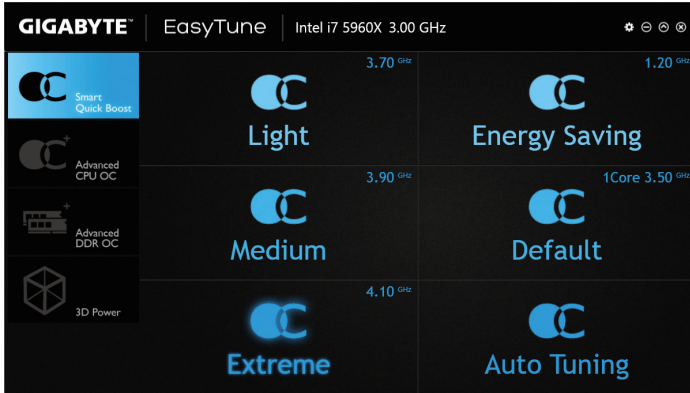 GIGABYTE™ EasyTune Intel i7 5960X 3.00 GHz
Smart
Quick Boost
Advanced
CPU OC
Advanced
DDR OC
3D Power
3.70 GHz
Light
1.20 GHz
Energy Saving
3.90 GHz
Medium
1Core 3.50 GHz
Default
4.10 GHz
Extreme
Auto Tuning